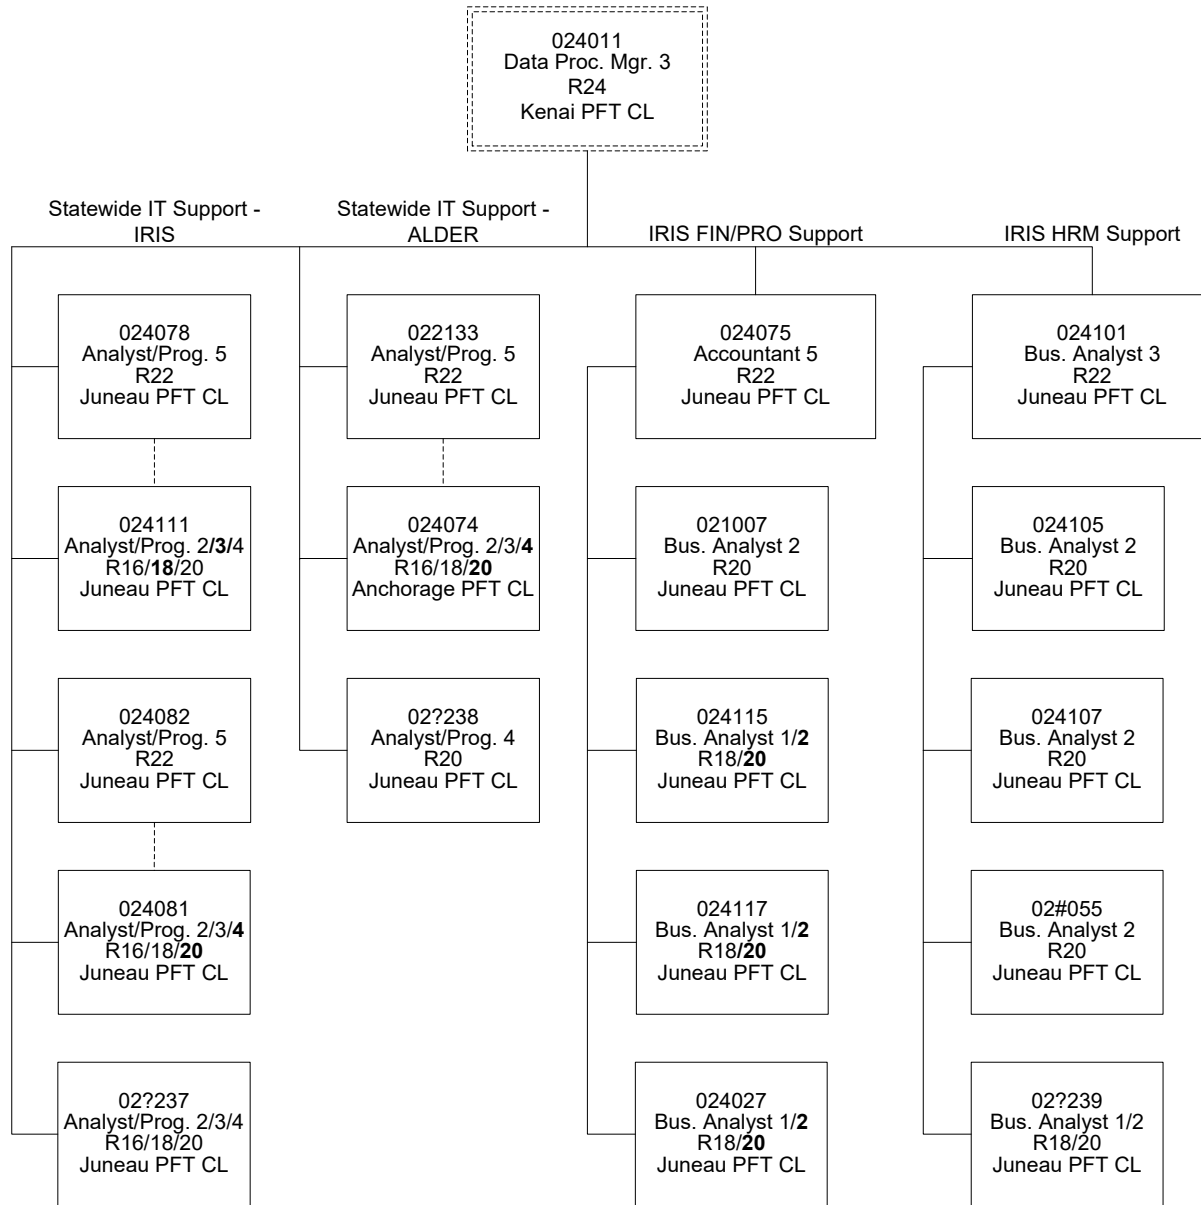 024011
Data Proc. Mgr. 3
R24
Kenai PFT CL
Statewide IT Support -
IRIS
Statewide IT Support -
ALDER
IRIS FIN/PRO Support
IRIS HRM Support
024078
Analyst/Prog. 5
R22
Juneau PFT CL
022133
Analyst/Prog. 5
R22
Juneau PFT CL
024075
Accountant 5
R22
Juneau PFT CL
024101
Bus. Analyst 3
R22
Juneau PFT CL
024111
Analyst/Prog. 2/3/4
R16/18/20
Juneau PFT CL
024074
Analyst/Prog. 2/3/4
R16/18/20
Anchorage PFT CL
021007
Bus. Analyst 2
R20
Juneau PFT CL
024105
Bus. Analyst 2
R20
Juneau PFT CL
024082
Analyst/Prog. 5
R22
Juneau PFT CL
02?238
Analyst/Prog. 4
R20
Juneau PFT CL
024115
Bus. Analyst 1/2
R18/20
Juneau PFT CL
024107
Bus. Analyst 2
R20
Juneau PFT CL
024081
Analyst/Prog. 2/3/4
R16/18/20
Juneau PFT CL
024117
Bus. Analyst 1/2
R18/20
Juneau PFT CL
02#055
Bus. Analyst 2
R20
Juneau PFT CL
02?237
Analyst/Prog. 2/3/4
R16/18/20
Juneau PFT CL
024027
Bus. Analyst 1/2
R18/20
Juneau PFT CL
02?239
Bus. Analyst 1/2
R18/20
Juneau PFT CL